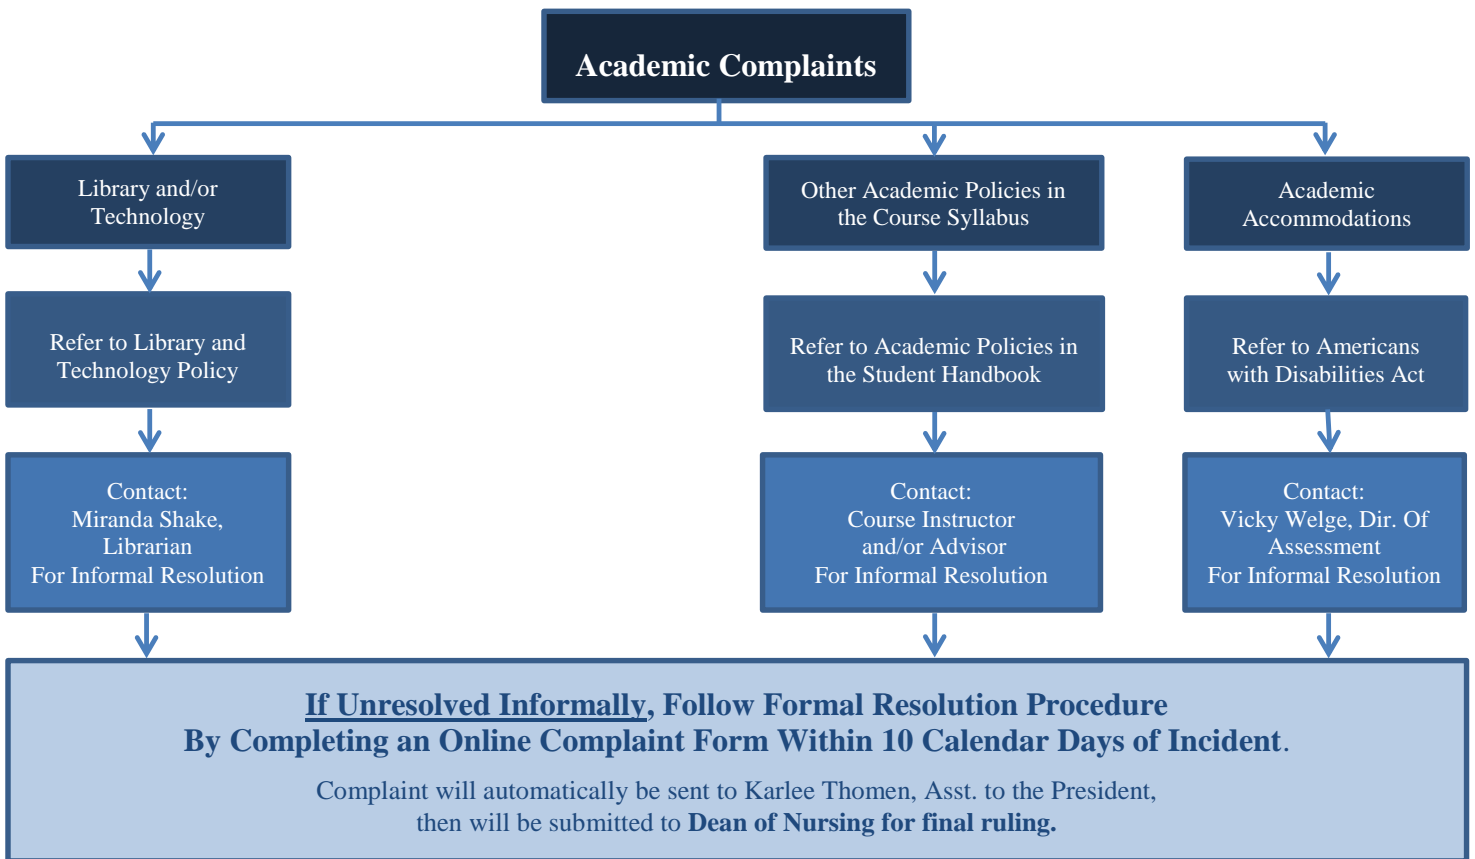 Academic Complaints
Library and/or
Technology
Other Academic Policies in
the Course Syllabus
Academic
Accommodations
Refer to Library and
Technology Policy
Refer to Academic Policies in
the Student Handbook
Refer to Americans
with Disabilities Act
Contact:
Miranda Shake,
Librarian
For Informal Resolution
Contact:
Course Instructor
and/or Advisor
For Informal Resolution
Contact:
Vicky Welge, Dir. Of
Assessment
For Informal Resolution
If Unresolved Informally, Follow Formal Resolution Procedure
By Completing an Online Complaint Form Within 10 Calendar Days of Incident.
Complaint will automatically be sent to Karlee Thomen, Asst. to the President,
then will be submitted to Dean of Nursing for final ruling.